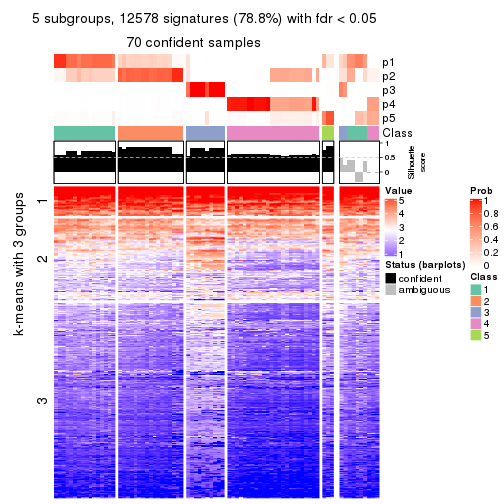 5 subgroups, 12578 signatures (78.8%) with fdr < 0.05
70 confident samples
p1
p2
p3
p4
p5
Class
1
0.5
0
Silhouette
score
k-means with 3 groups
1
2
3
Value
5
4
3
2
1
Status (barplots)
confident
ambiguous
Prob
1
0.8
0.6
0.4
0.2
0
Class
1
2
3
4
5